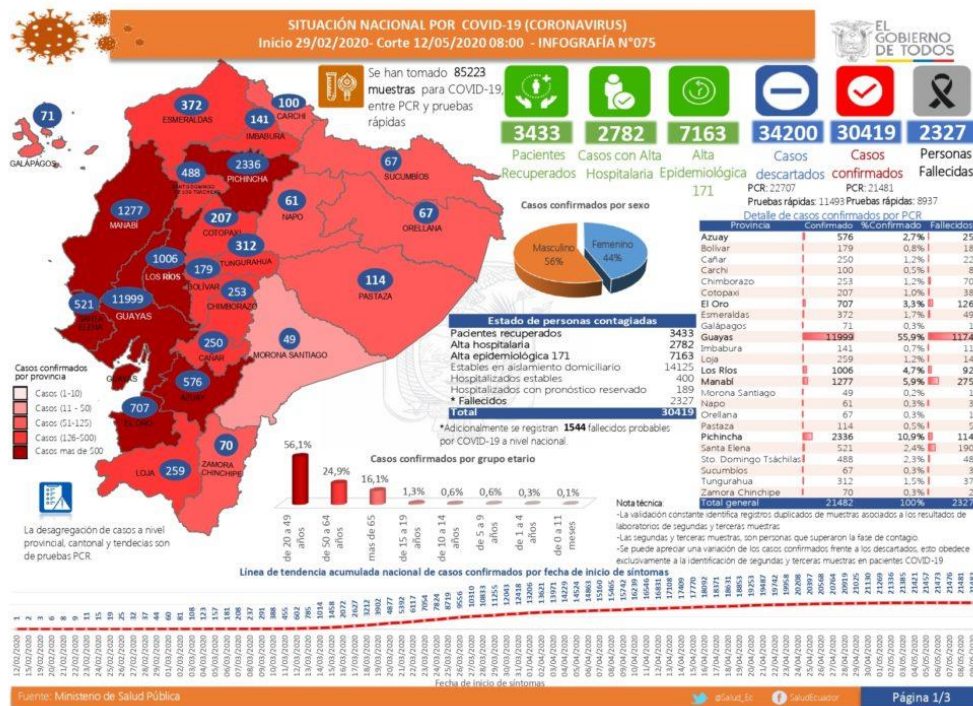 SITUACIÓN NACIONAL POR COVID-19 (CORONAVIRUS)
Inicio 29/02/2020- Corte 12/05/2020 08:00 - INFOGRAFÍA N°075
EL
GOBIERNO
DE TODOS
Se han tomado 85223
muestras para COVID-19,
entre PCR y pruebas
rápidas
3433
Pacientes
Recuperados
2782
Casos con Alta
Hospitalaria
7163
Alta
Epidemiológica
171
34200
Casos
descartados
PCR: 22707
Pruebas rápidas: 11493
30419
Casos
confirmados
PCR: 21481
Pruebas rápidas: 8937
2327
Personas
Fallecidas
71
GALÁPAGOS
372
ESMERALDAS
100
CARCHI
141
IMBABURA
488
2336
PICHINCHA
67
SUCUMBÍOS
1277
MANABÍ
61
NAPO
67
ORELLANA
207
COTOPAXI
312
TUNGURAHUA
1006
LOS RÍOS
179
BOLÍVAR
114
PASTAZA
521
11999
GUAYAS
253
CHIMBORAZO
250
CAÑAR
49
MORONA SANTIAGO
GUAYAS
576
AZUAY
707
EL ORO
70
ZAMORA
CHINCHIPE
LOJA 259
Casos confirmados
por provincia
Casos (1-10)
Casos (11 - 50)
Casos (51-125)
Casos (126-500)
Casos mas de 500
La desagregación de casos a nivel
provincial, cantonal y tendecias son
de pruebas PCR.
Casos confirmados por sexo
Masculino
56%
Femenino
44%
Estado de personas contagiadas
Pacientes recuperados 3433
Alta hospitalaria 2782
Alta epidemiológica 171 7163
Estables en aislamiento domiciliario 14125
Hospitalizados estables 400
Hospitalizados con pronóstico reservado 189
* Fallecidos 2327
Total 30419
*Adicionalmente se registran 1544 fallecidos probables
por COVID-19 a nivel nacional.
Casos confirmados por grupo etario
56,1% 24,9% 16,1% 1,3% 0,6% 0,6% 0,3% 0,1%
de 20 a 49 años
de 50 a 64 años
mas de 65
de 15 a 19 años
de 10 a 14 años
de 5 a 9 años
de 1 a 4 años
de 0 a 11 meses
Detalle de casos confirmados por PCR
Provincia Confirmado %Confirmado Fallecidos
Azuay 576 2,7% 25
Bolívar 179 0,8% 18
Cañar 250 1,2% 22
Carchi 100 0,5% 8
Chimborazo 253 1,2% 70
Cotopaxi 207 1,0% 38
El Oro 707 3,3% 126
Esmeraldas 372 1,7% 49
Galápagos 71 0,3%
Guayas 11999 55,9% 1174
Imbabura 141 0,7% 11
Loja 259 1,2% 14
Los Ríos 1006 4,7% 92
Manabí 1277 5,9% 275
Morona Santiago 49 0,2% 1
Napo 61 0,3% 3
Orellana 67 0,3% 1
Pastaza 114 0,5% 5
Pichincha 2336 10,9% 114
Santa Elena 521 2,4% 190
Sto. Domingo Tsáchilas 488 2,3% 48
Sucumbíos 67 0,3% 3
Tungurahua 312 1,5% 37
Zamora Chinchipe 70 0,3% 2
Total general 21482 100% 2327
Nota técnica:
-La validación constante identifica registros duplicados de muestras asociados a los resultados de
laboratorios de segundas y terceras muestras
-Las segundas y terceras muestras, son personas que superaron la fase de contagio.
-Se puede apreciar una variación de los casos confirmados frente a los descartados, esto obedece
exclusivamente a la identificación de segundas y terceras muestras en pacientes COVID-19
Línea de tendencia acumulada nacional de casos confirmados por fecha de inicio de síntomas
Fecha de inicio de síntomas
Fuente: Ministerio de Salud Pública
@Salud_Ec
SaludEcuador
Página 1/3